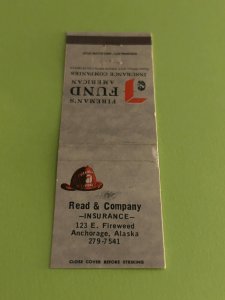 FIREMAN'S
FUND
AMERICAN
INSURANCE COMPANIES
Read & Company
—INSURANCE—
123 E. Fireweed
Anchorage, Alaska
279-7541
CLOSE COVER BEFORE STRIKING